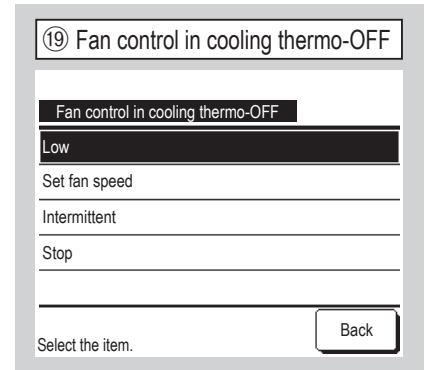 ⑲ Fan control in cooling thermo-OFF
Fan control in cooling thermo-OFF
Low
Set fan speed
Intermittent
Stop
Select the item.
Back